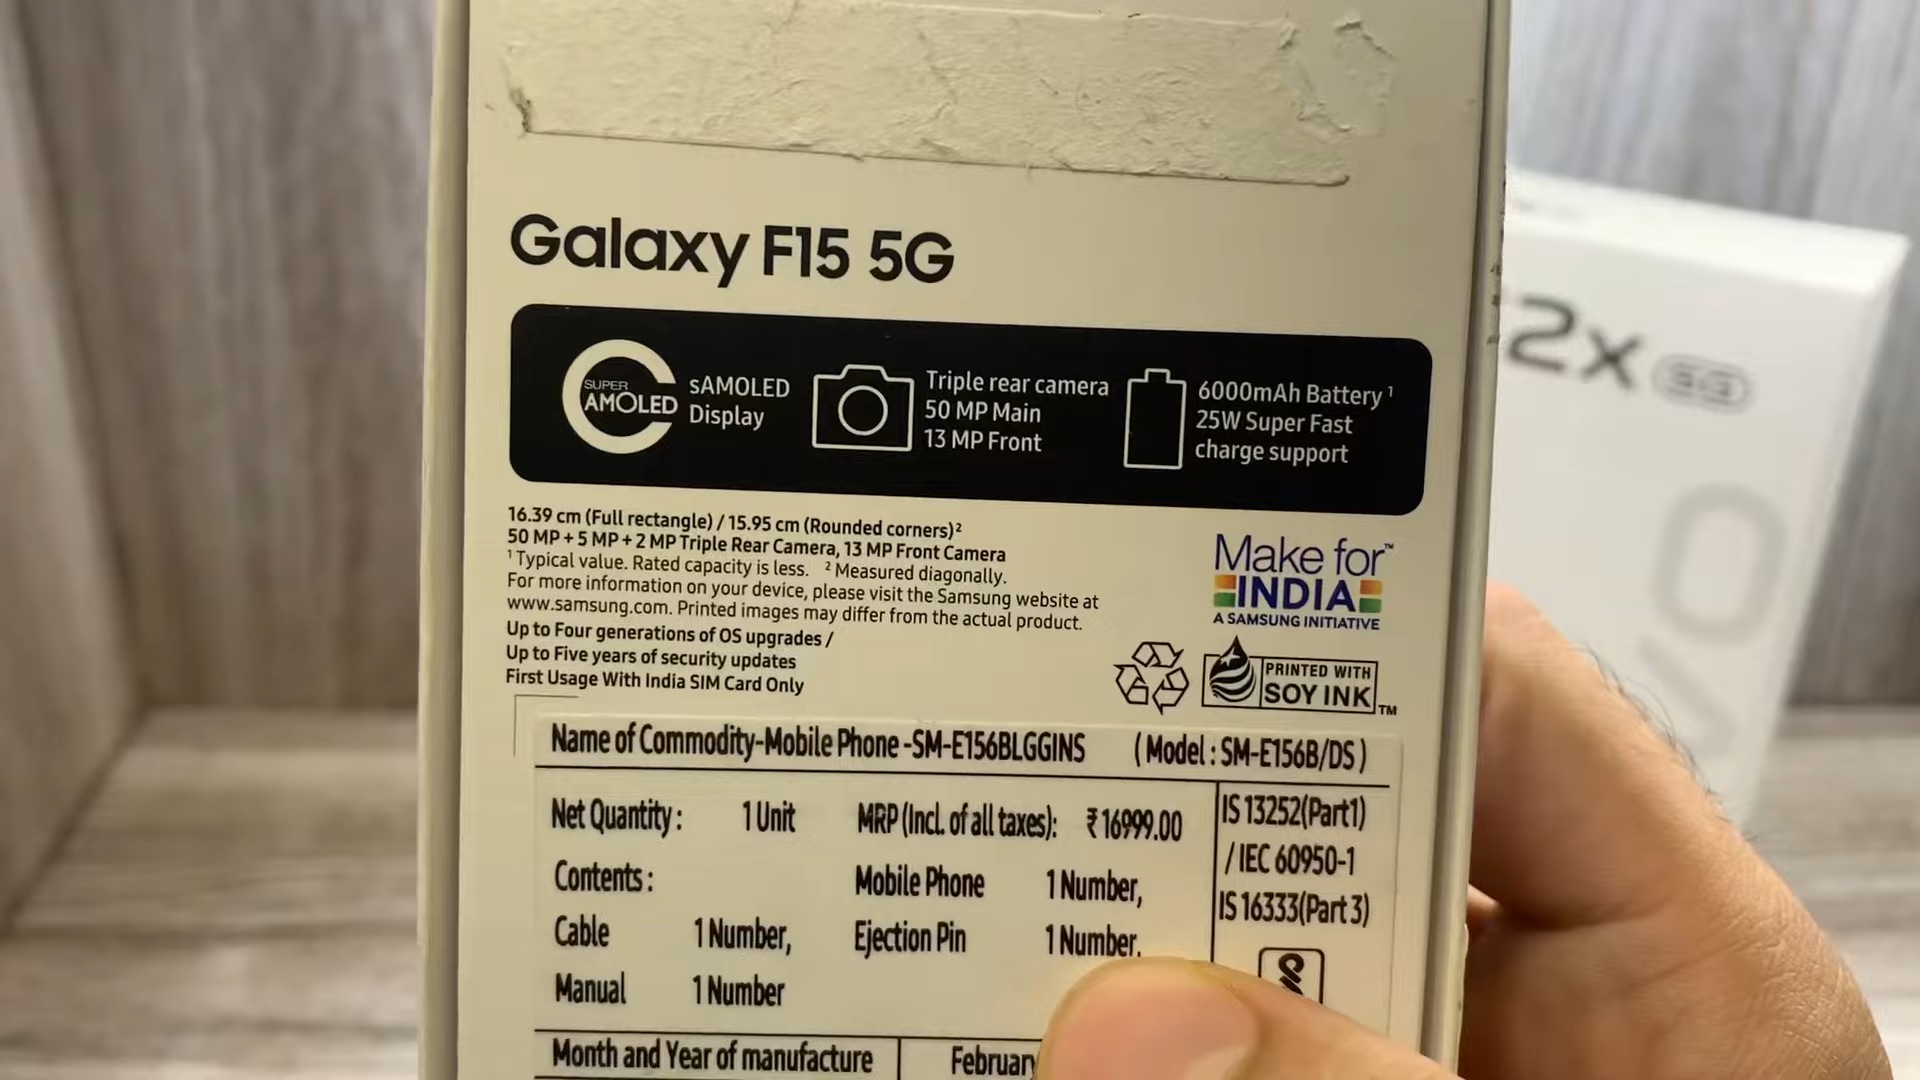 Galaxy F15 5G
SUPER
AMOLED
sAMOLED
Display
Triple rear camera
50 MP Main
13 MP Front
6000mAh Battery ¹
25W Super Fast
charge support
16.39 cm (Full rectangle) / 15.95 cm (Rounded corners)²
50 MP + 5 MP + 2 MP Triple Rear Camera, 13 MP Front Camera
¹ Typical value. Rated capacity is less. ² Measured diagonally.
For more information on your device, please visit the Samsung website at
www.samsung.com. Printed images may differ from the actual product.
Up to Four generations of OS upgrades /
Up to Five years of security updates
First Usage With India SIM Card Only
Make for™
INDIA
A SAMSUNG INITIATIVE
PRINTED WITH
SOY INK™
Name of Commodity-Mobile Phone -SM-E156BLGGINS ( Model : SM-E156B/DS )
Net Quantity : 1 Unit MRP (Incl. of all taxes): ₹16999.00
Contents : Mobile Phone 1 Number,
Cable 1 Number, Ejection Pin 1 Number.
Manual 1 Number
IS 13252(Part1)
/ IEC 60950-1
IS 16333(Part 3)
Month and Year of manufacture February
2x 5G